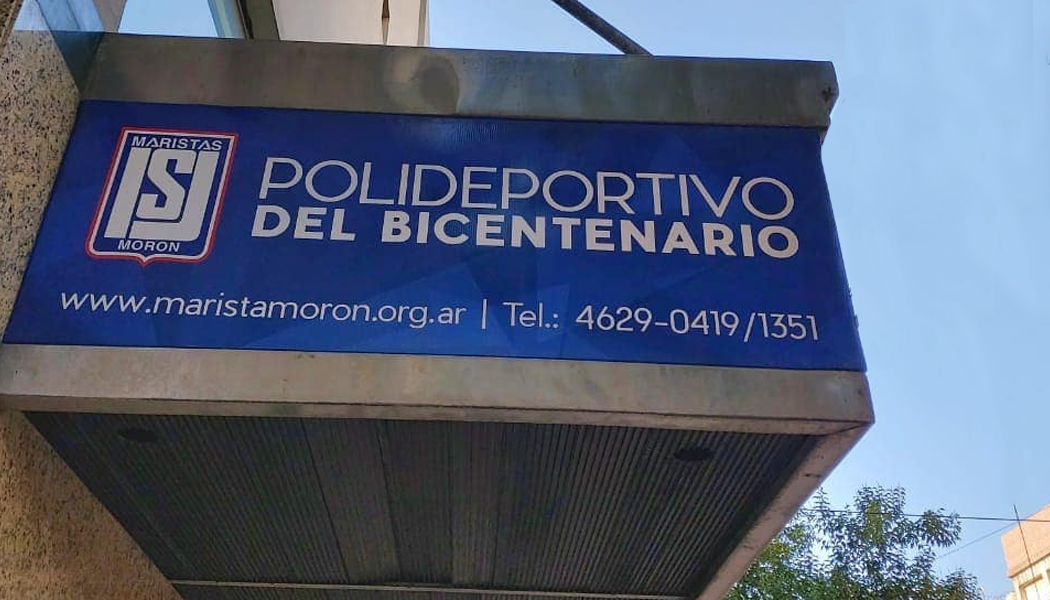 MARISTAS
ISJ
MORON
POLIDEPORTIVO
DEL BICENTENARIO
www.maristamoron.org.ar | Tel.: 4629-0419/1351